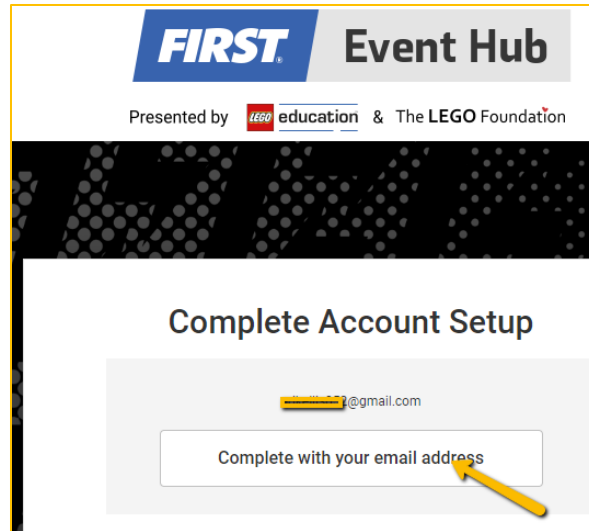 FIRST® Event Hub
Presented by LEGO education & The LEGO Foundation
Complete Account Setup
@gmail.com
Complete with your email address